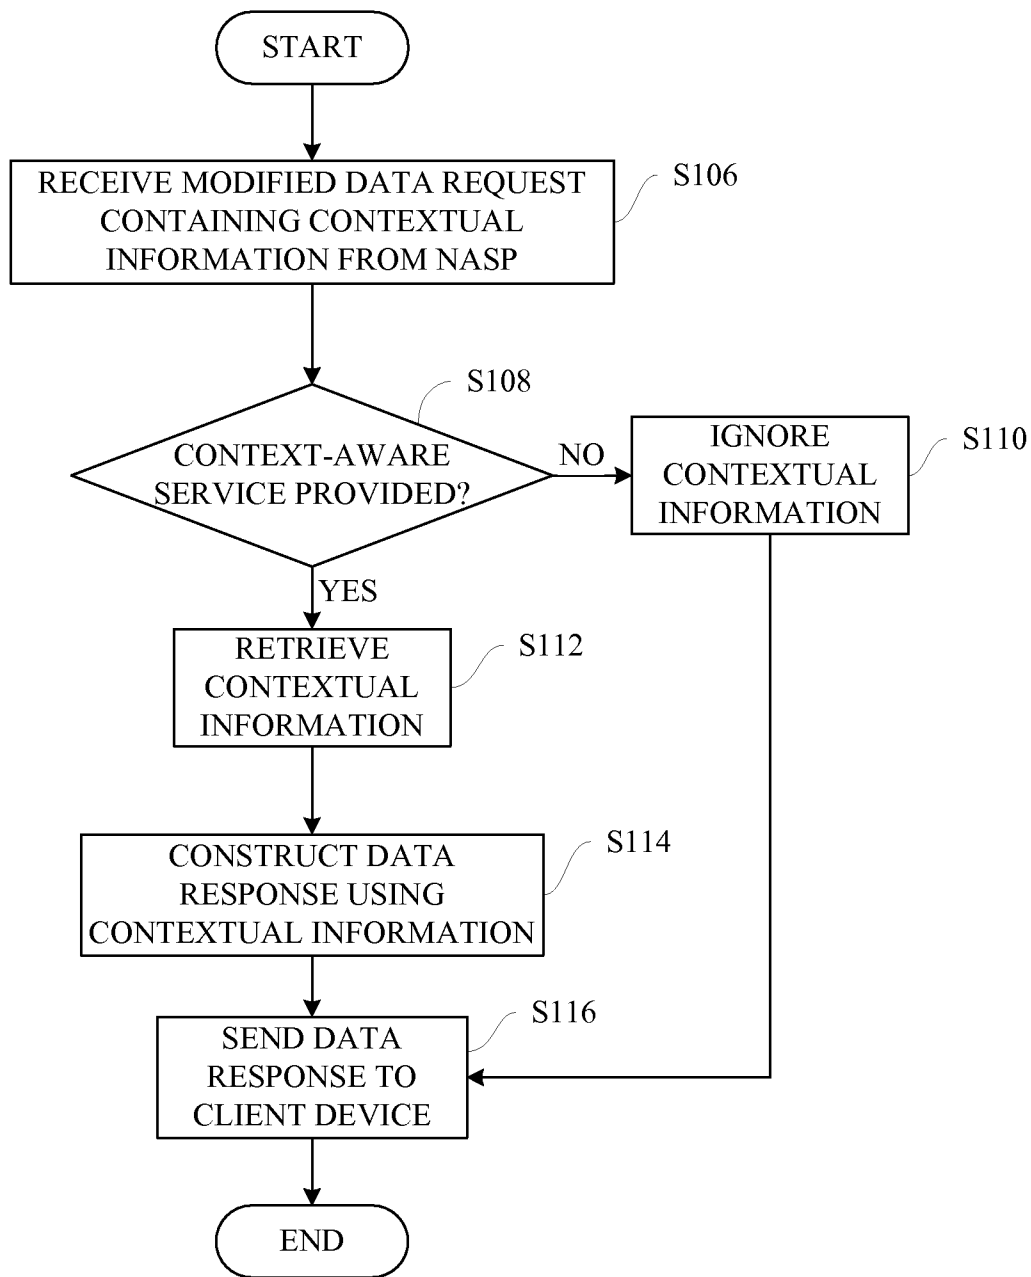 START
RECEIVE MODIFIED DATA REQUEST
CONTAINING CONTEXTUAL
INFORMATION FROM NASP
S106
S108
CONTEXT-AWARE
SERVICE PROVIDED?
NO
IGNORE
CONTEXTUAL
INFORMATION
S110
YES
RETRIEVE
CONTEXTUAL
INFORMATION
S112
CONSTRUCT DATA
RESPONSE USING
CONTEXTUAL INFORMATION
S114
SEND DATA
RESPONSE TO
CLIENT DEVICE
S116
END